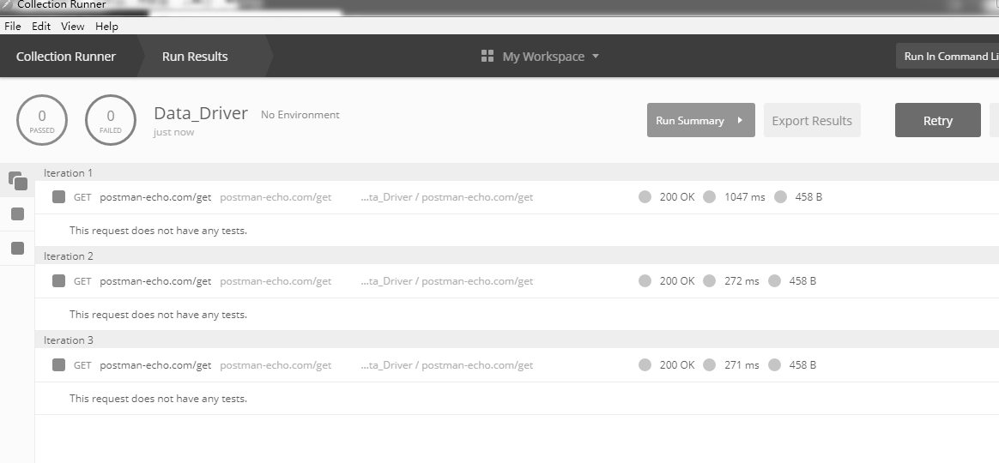 Collection Runner
File Edit View Help
Collection Runner Run Results My Workspace Run In Command Li
0 PASSED 0 FAILED Data_Driver No Environment Run Summary Export Results Retry
just now
Iteration 1
GET postman-echo.com/get postman-echo.com/get ...ta_Driver / postman-echo.com/get 200 OK 1047 ms 458 B
This request does not have any tests.
Iteration 2
GET postman-echo.com/get postman-echo.com/get ...ta_Driver / postman-echo.com/get 200 OK 272 ms 458 B
This request does not have any tests.
Iteration 3
GET postman-echo.com/get postman-echo.com/get ...ta_Driver / postman-echo.com/get 200 OK 271 ms 458 B
This request does not have any tests.